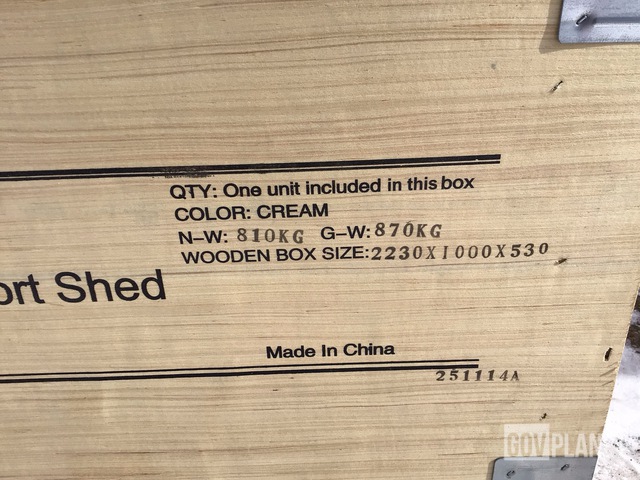 QTY: One unit included in this box
COLOR: CREAM
N-W: 810KG G-W: 870KG
WOODEN BOX SIZE: 2230X1000X530
ort Shed
Made In China
251114A
GOVPLAN